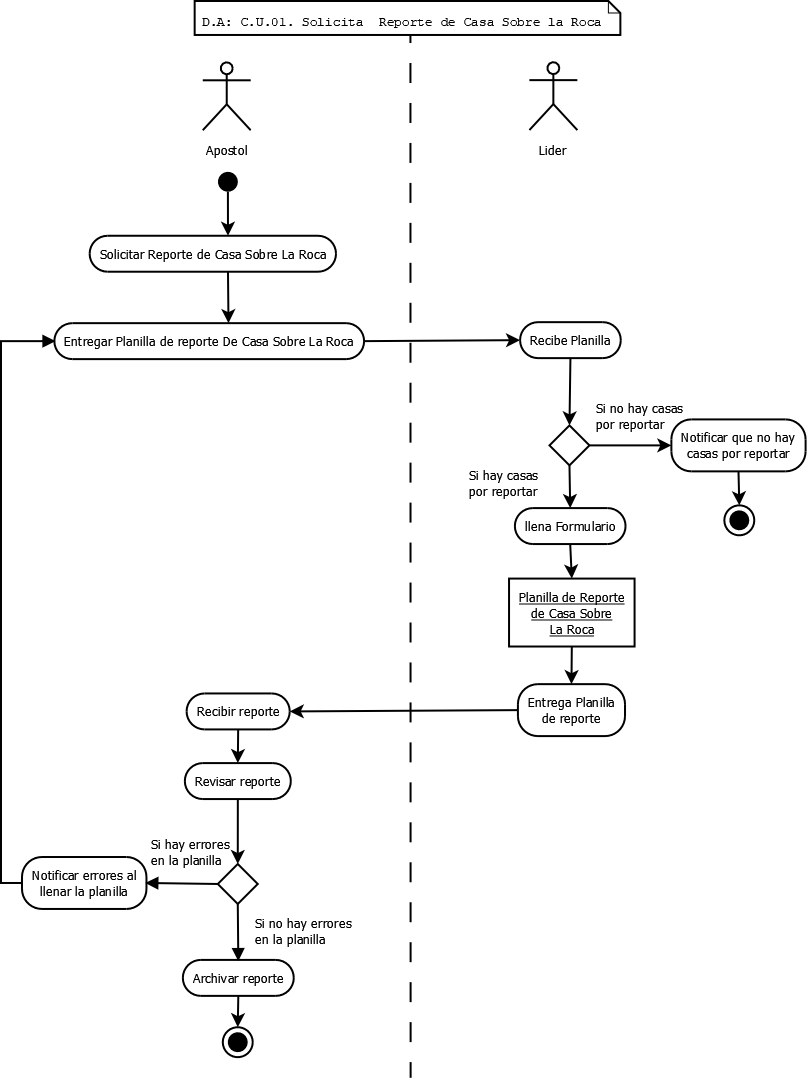 D.A: C.U.01. Solicita  Reporte de Casa Sobre la Roca
Apostol
Lider
Solicitar Reporte de Casa Sobre La Roca
Entregar Planilla de reporte De Casa Sobre La Roca
Recibe Planilla
Si no hay casas
por reportar
Notificar que no hay
casas por reportar
Si hay casas
por reportar
llena Formulario
Planilla de Reporte
de Casa Sobre
La Roca
Entrega Planilla
de reporte
Recibir reporte
Revisar reporte
Si hay errores
en la planilla
Notificar errores al
llenar la planilla
Si no hay errores
en la planilla
Archivar reporte